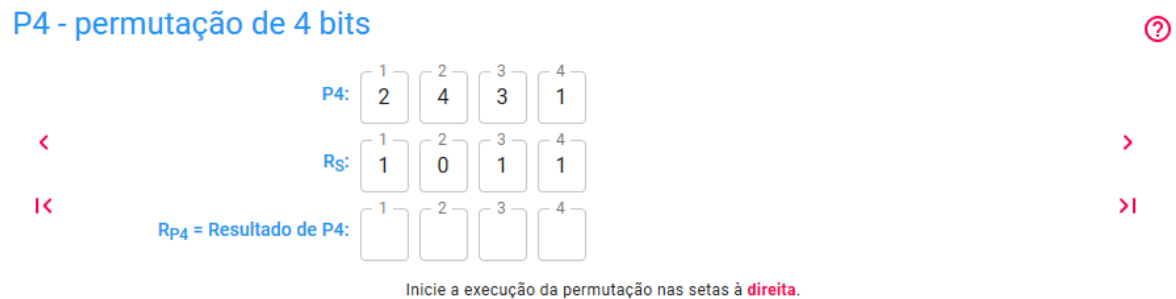 P4 - permutação de 4 bits
1 2 3 4
P4: 2 4 3 1
1 2 3 4
RS: 1 0 1 1
1 2 3 4
RP4 = Resultado de P4:
Inicie a execução da permutação nas setas à direita.